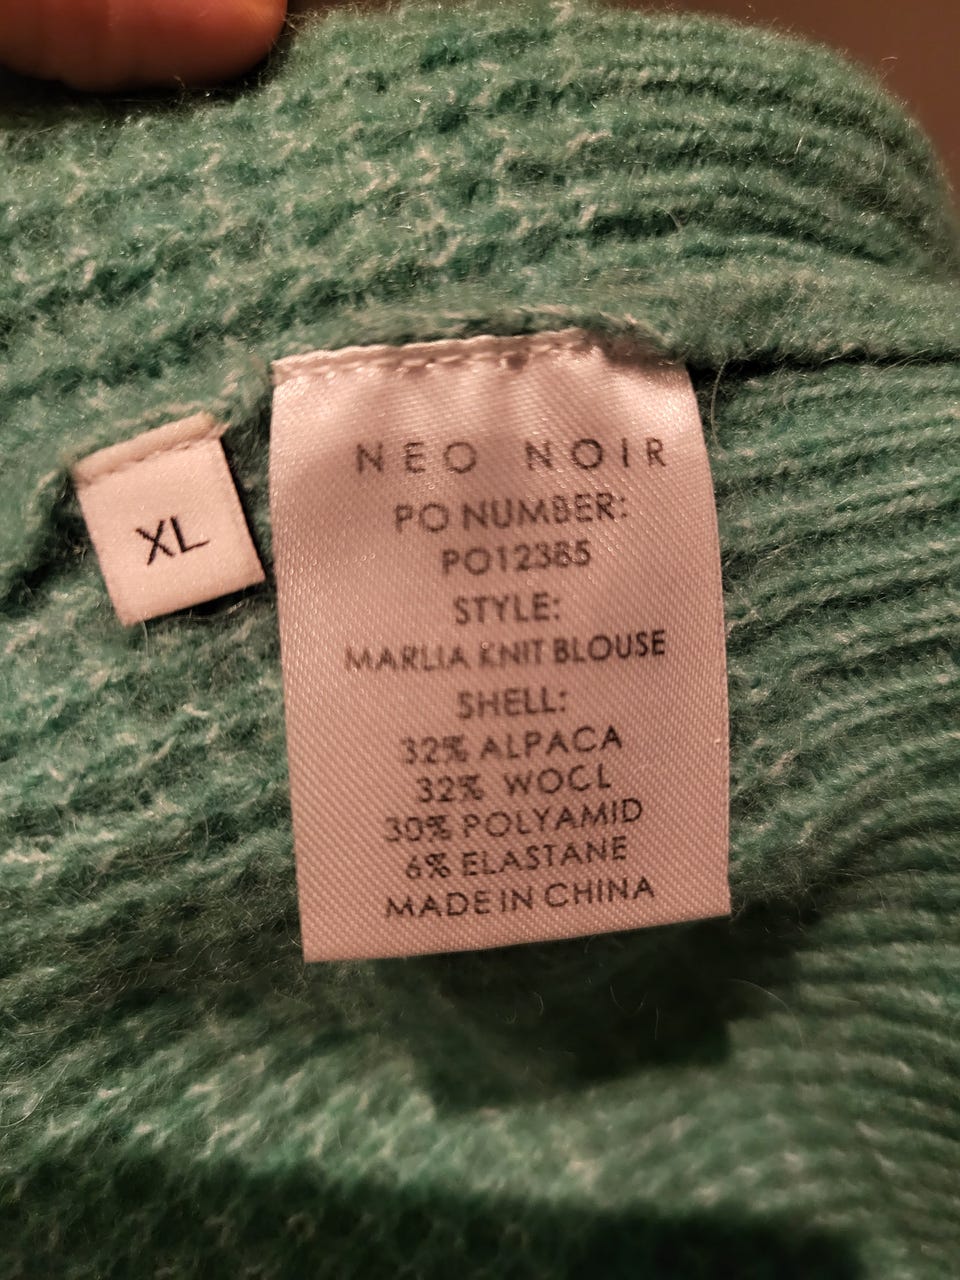 XL
NEO NOIR
PO NUMBER:
PO12385
STYLE:
MARLIA KNIT BLOUSE
SHELL:
32% ALPACA
32% WOOL
30% POLYAMID
6% ELASTANE
MADE IN CHINA